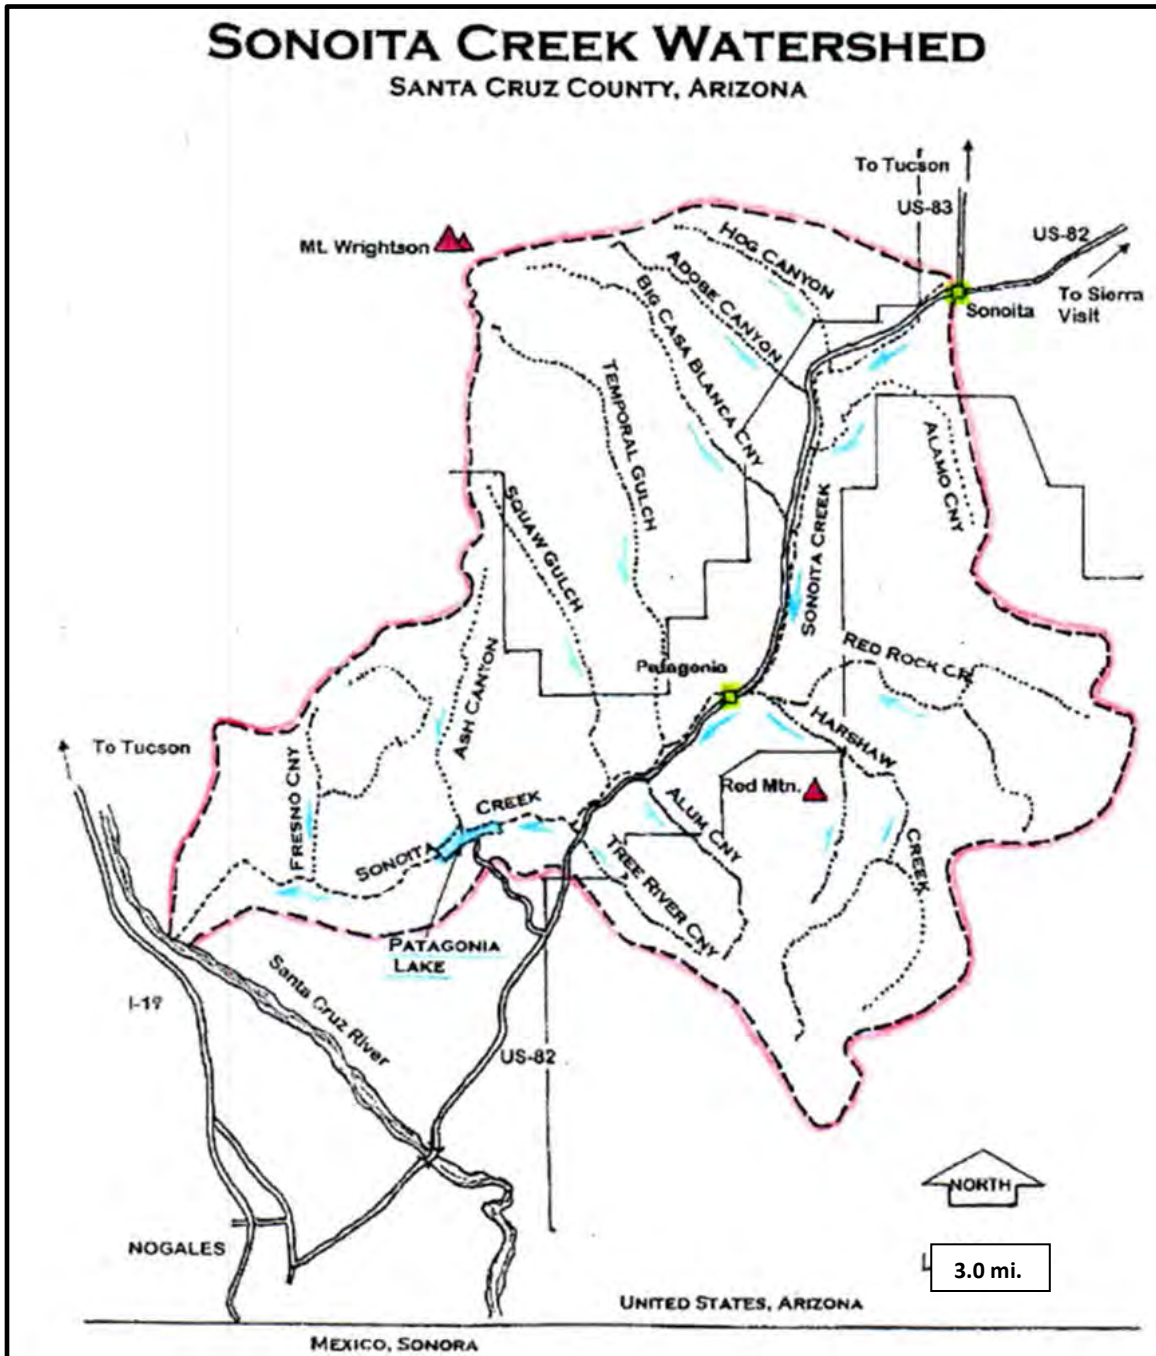 SONOITA CREEK WATERSHED
SANTA CRUZ COUNTY, ARIZONA
To Tucson
US-83
US-82
Mt. Wrightson
HOG CANYON
ADOBE CANYON
BIG CASA BLANCA CNY
To Sierra
Visit
Sonoita
TEMPORAL GULCH
ALAMO CNY
SQUAW GULCH
SONOITA CREEK
RED ROCK CR.
Patagonia
ASH CANYON
HARSHAW
To Tucson
Red Mtn.
FRESNO CNY
CREEK
ALUM CNY
SONOITA
TREE RIVER CNY
CREEK
PATAGONIA
LAKE
Santa Cruz River
I-19
US-82
NORTH
NOGALES
3.0 mi.
UNITED STATES, ARIZONA
MEXICO, SONORA